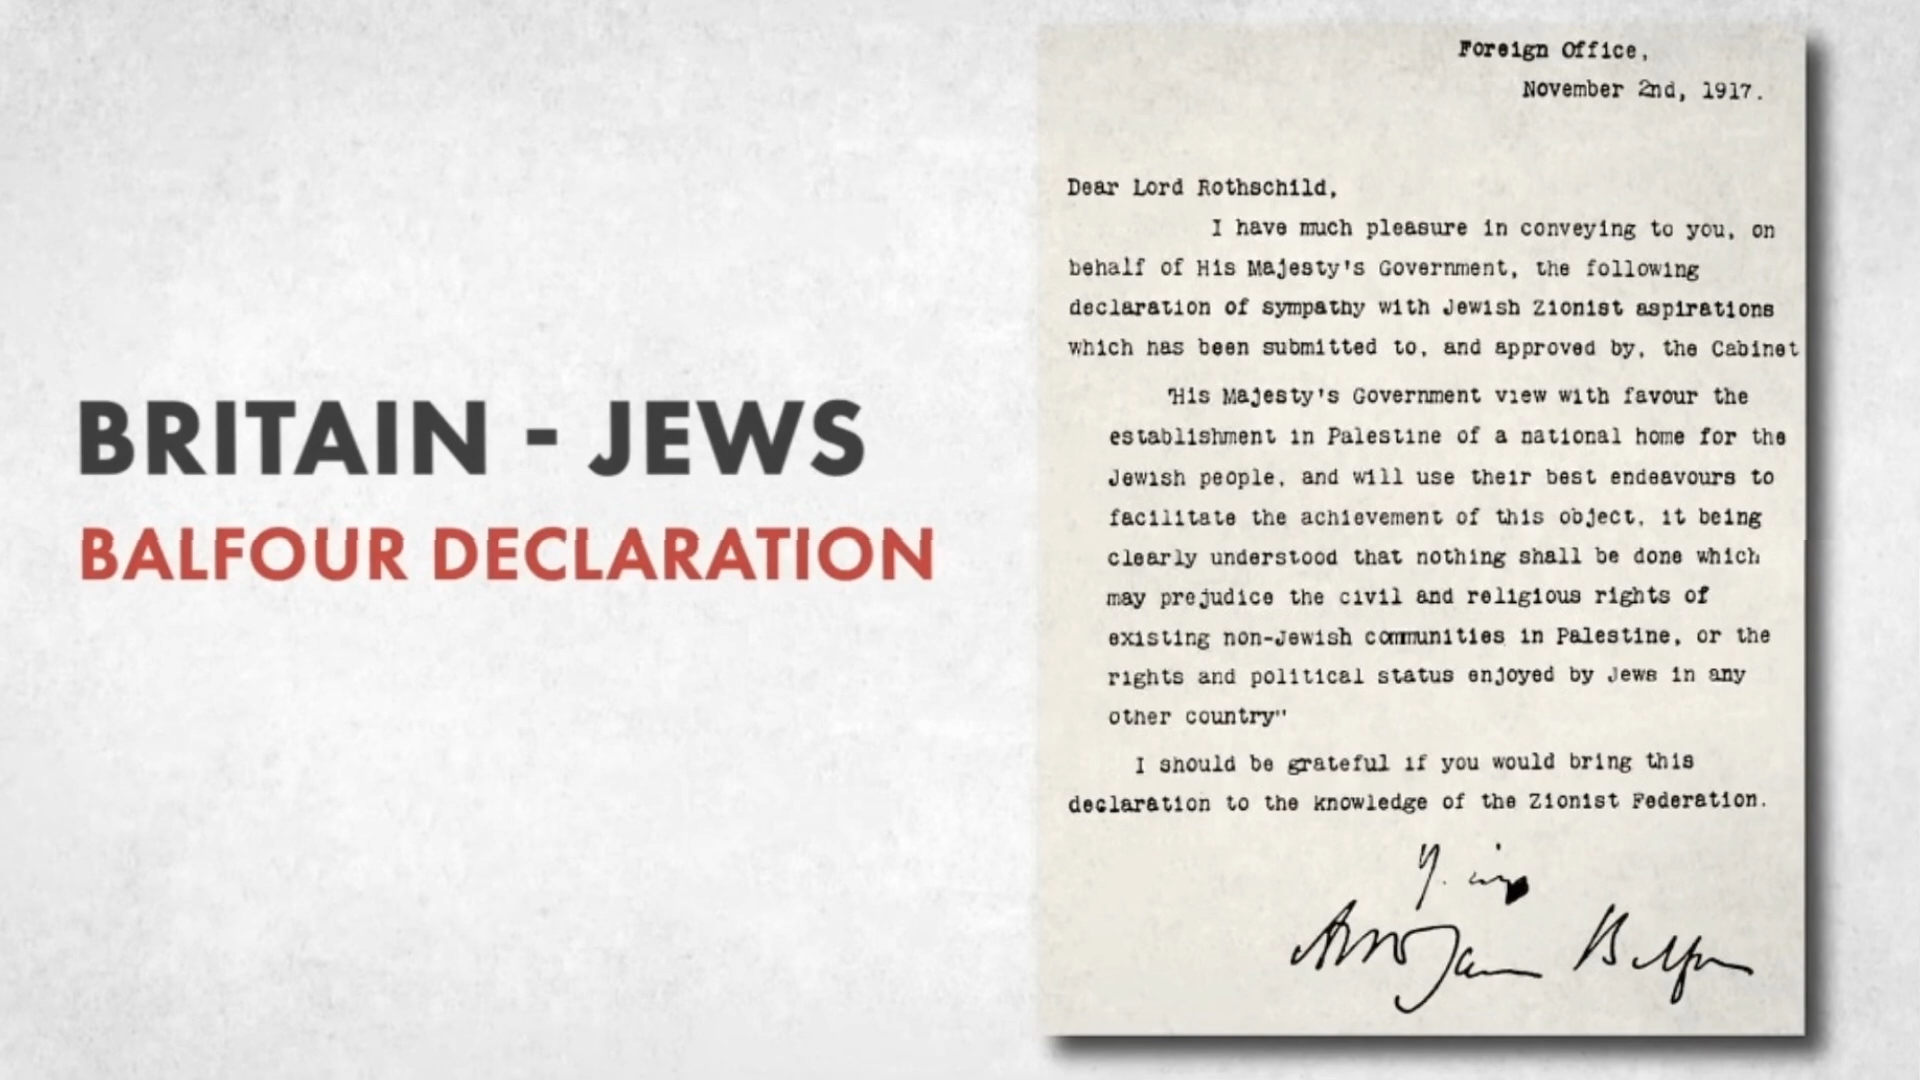 BRITAIN - JEWS
BALFOUR DECLARATION
Foreign Office,
November 2nd, 1917.
Dear Lord Rothschild,
I have much pleasure in conveying to you, on
behalf of His Majesty's Government, the following
declaration of sympathy with Jewish Zionist aspirations
which has been submitted to, and approved by, the Cabinet
"His Majesty's Government view with favour the
establishment in Palestine of a national home for the
Jewish people, and will use their best endeavours to
facilitate the achievement of this object, it being
clearly understood that nothing shall be done which
may prejudice the civil and religious rights of
existing non-Jewish communities in Palestine, or the
rights and political status enjoyed by Jews in any
other country"
I should be grateful if you would bring this
declaration to the knowledge of the Zionist Federation.